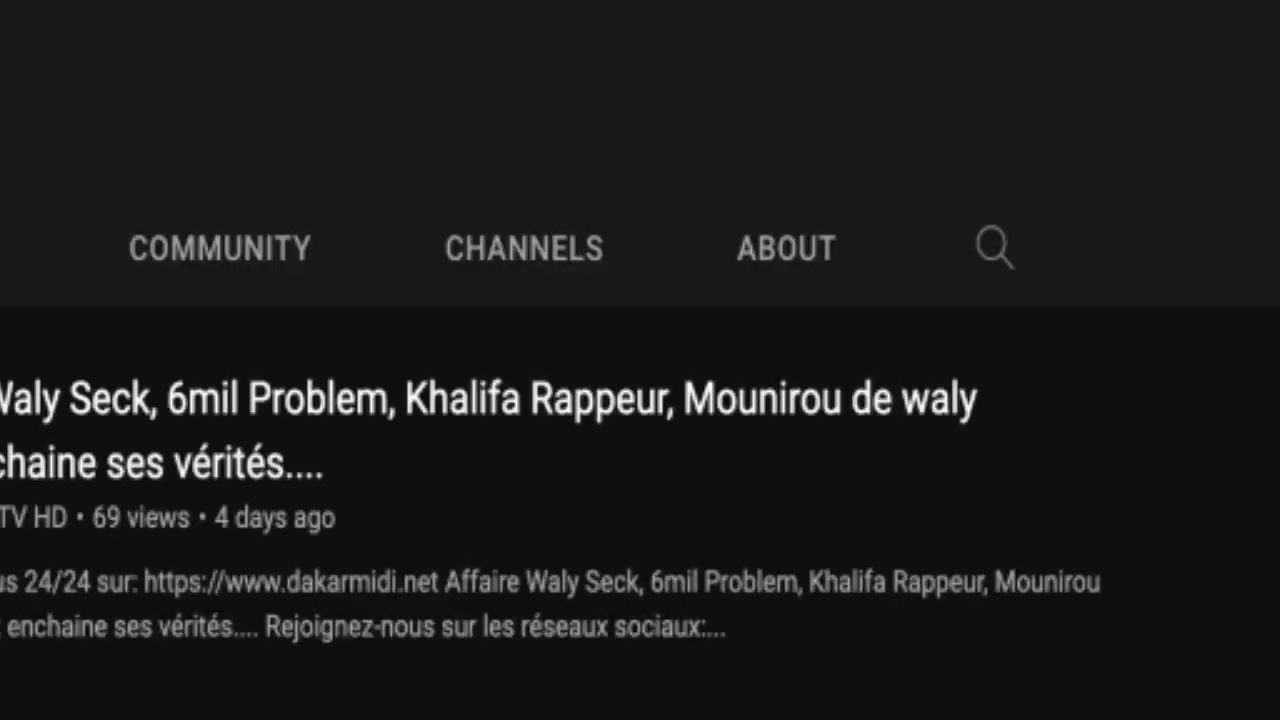 COMMUNITY CHANNELS ABOUT
Waly Seck, 6mil Problem, Khalifa Rappeur, Mounirou de waly
chaine ses vérités....
TV HD • 69 views • 4 days ago
us 24/24 sur: https://www.dakarmidi.net Affaire Waly Seck, 6mil Problem, Khalifa Rappeur, Mounirou
enchaine ses vérités.... Rejoignez-nous sur les réseaux sociaux:...